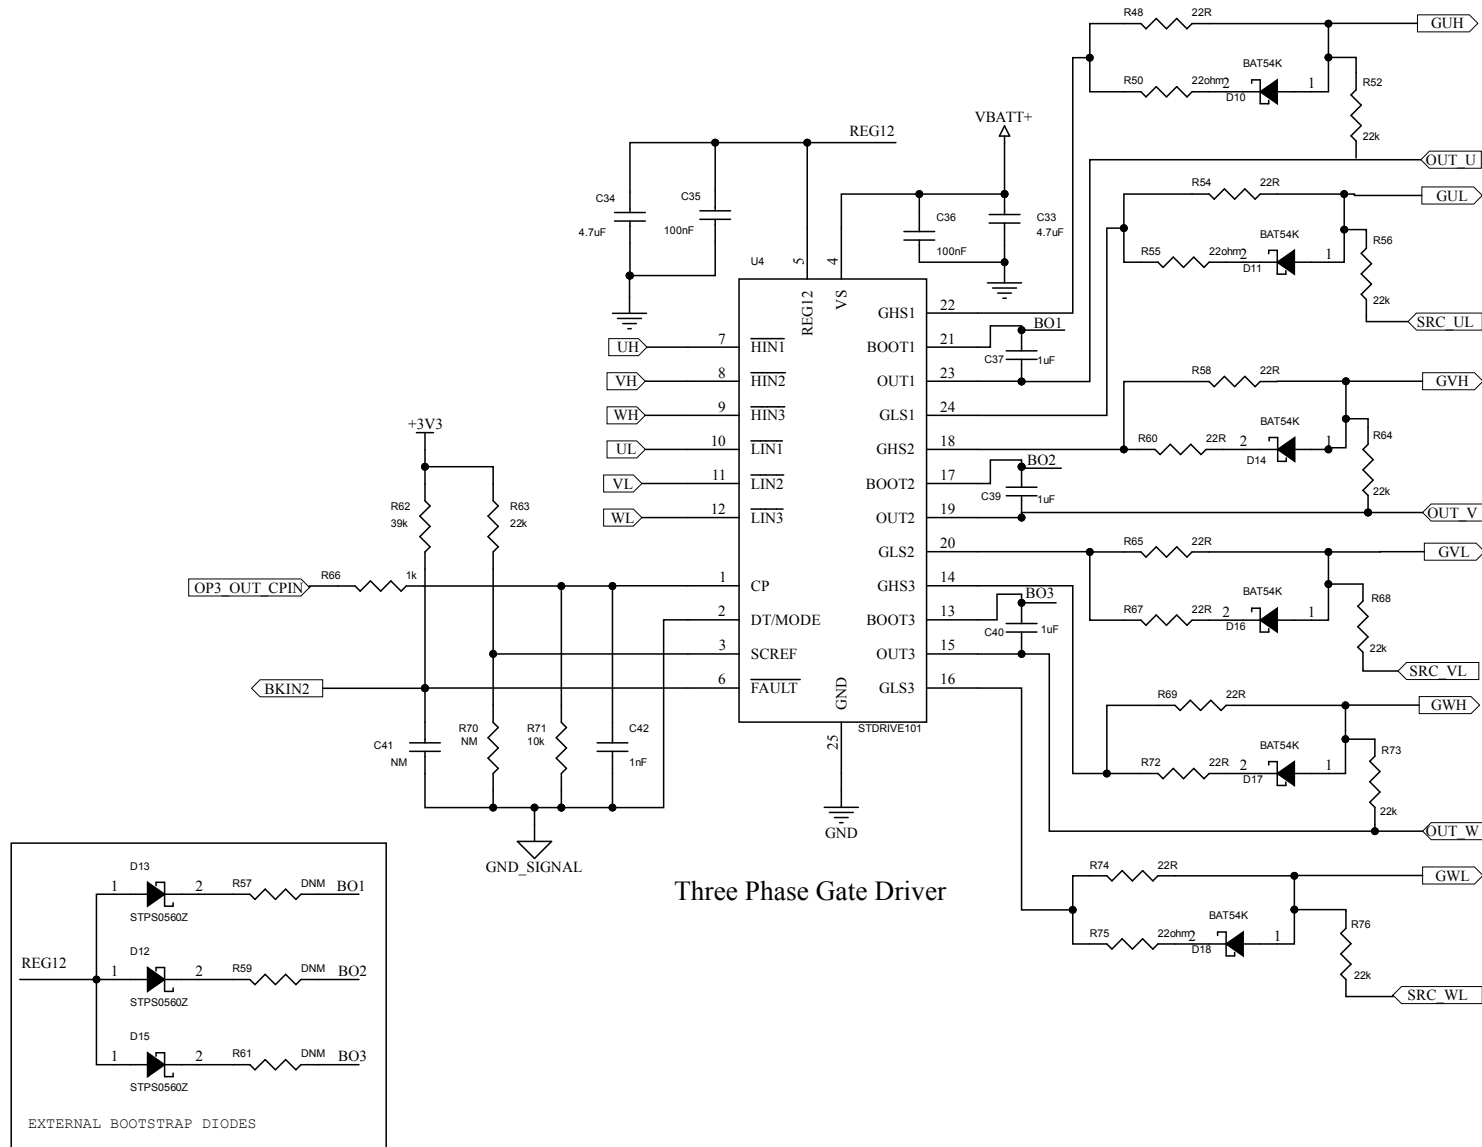 R48 22R GUH
BAT54K
R50 22ohm 2 D10 1
R52
22k
OUT_U
VBATT+
REG12
C34
4.7uF
C35
100nF
C36
100nF
C33
4.7uF
R54 22R GUL
BAT54K
R55 22ohm 2 D11 1
R56
22k
SRC_UL
U4
5
4
REG12
VS
GHS1 22
BOOT1 21
BO1
C37
1uF
OUT1 23
GLS1 24
GHS2 18
BOOT2 17
BO2
C39
1uF
OUT2 19
GLS2 20
GHS3 14
BOOT3 13
BO3
C40
1uF
OUT3 15
GLS3 16
UH 7 HIN1
VH 8 HIN2
WH 9 HIN3
UL 10 LIN1
VL 11 LIN2
WL 12 LIN3
R58 22R GVH
BAT54K
R60 22R 2 D14 1
R64
22k
OUT_V
+3V3
R62
39k
R63
22k
OP3_OUT_CPIN R66 1k 1 CP
2 DT/MODE
3 SCREF
BKIN2 6 FAULT
GND
STDRIVE101
25
GND
C41
NM
R70
NM
R71
10k
C42
1nF
GND_SIGNAL
R65 22R GVL
BAT54K
R67 22R 2 D16 1
R68
22k
SRC_VL
R69 22R GWH
BAT54K
R72 22R 2 D17 1
R73
22k
OUT_W
R74 22R GWL
BAT54K
R75 22ohm 2 D18 1
R76
22k
SRC_WL
Three Phase Gate Driver
D13
1 2 R57 DNM BO1
STPS0560Z
D12
REG12 1 2 R59 DNM BO2
STPS0560Z
D15
1 2 R61 DNM BO3
STPS0560Z
EXTERNAL BOOTSTRAP DIODES